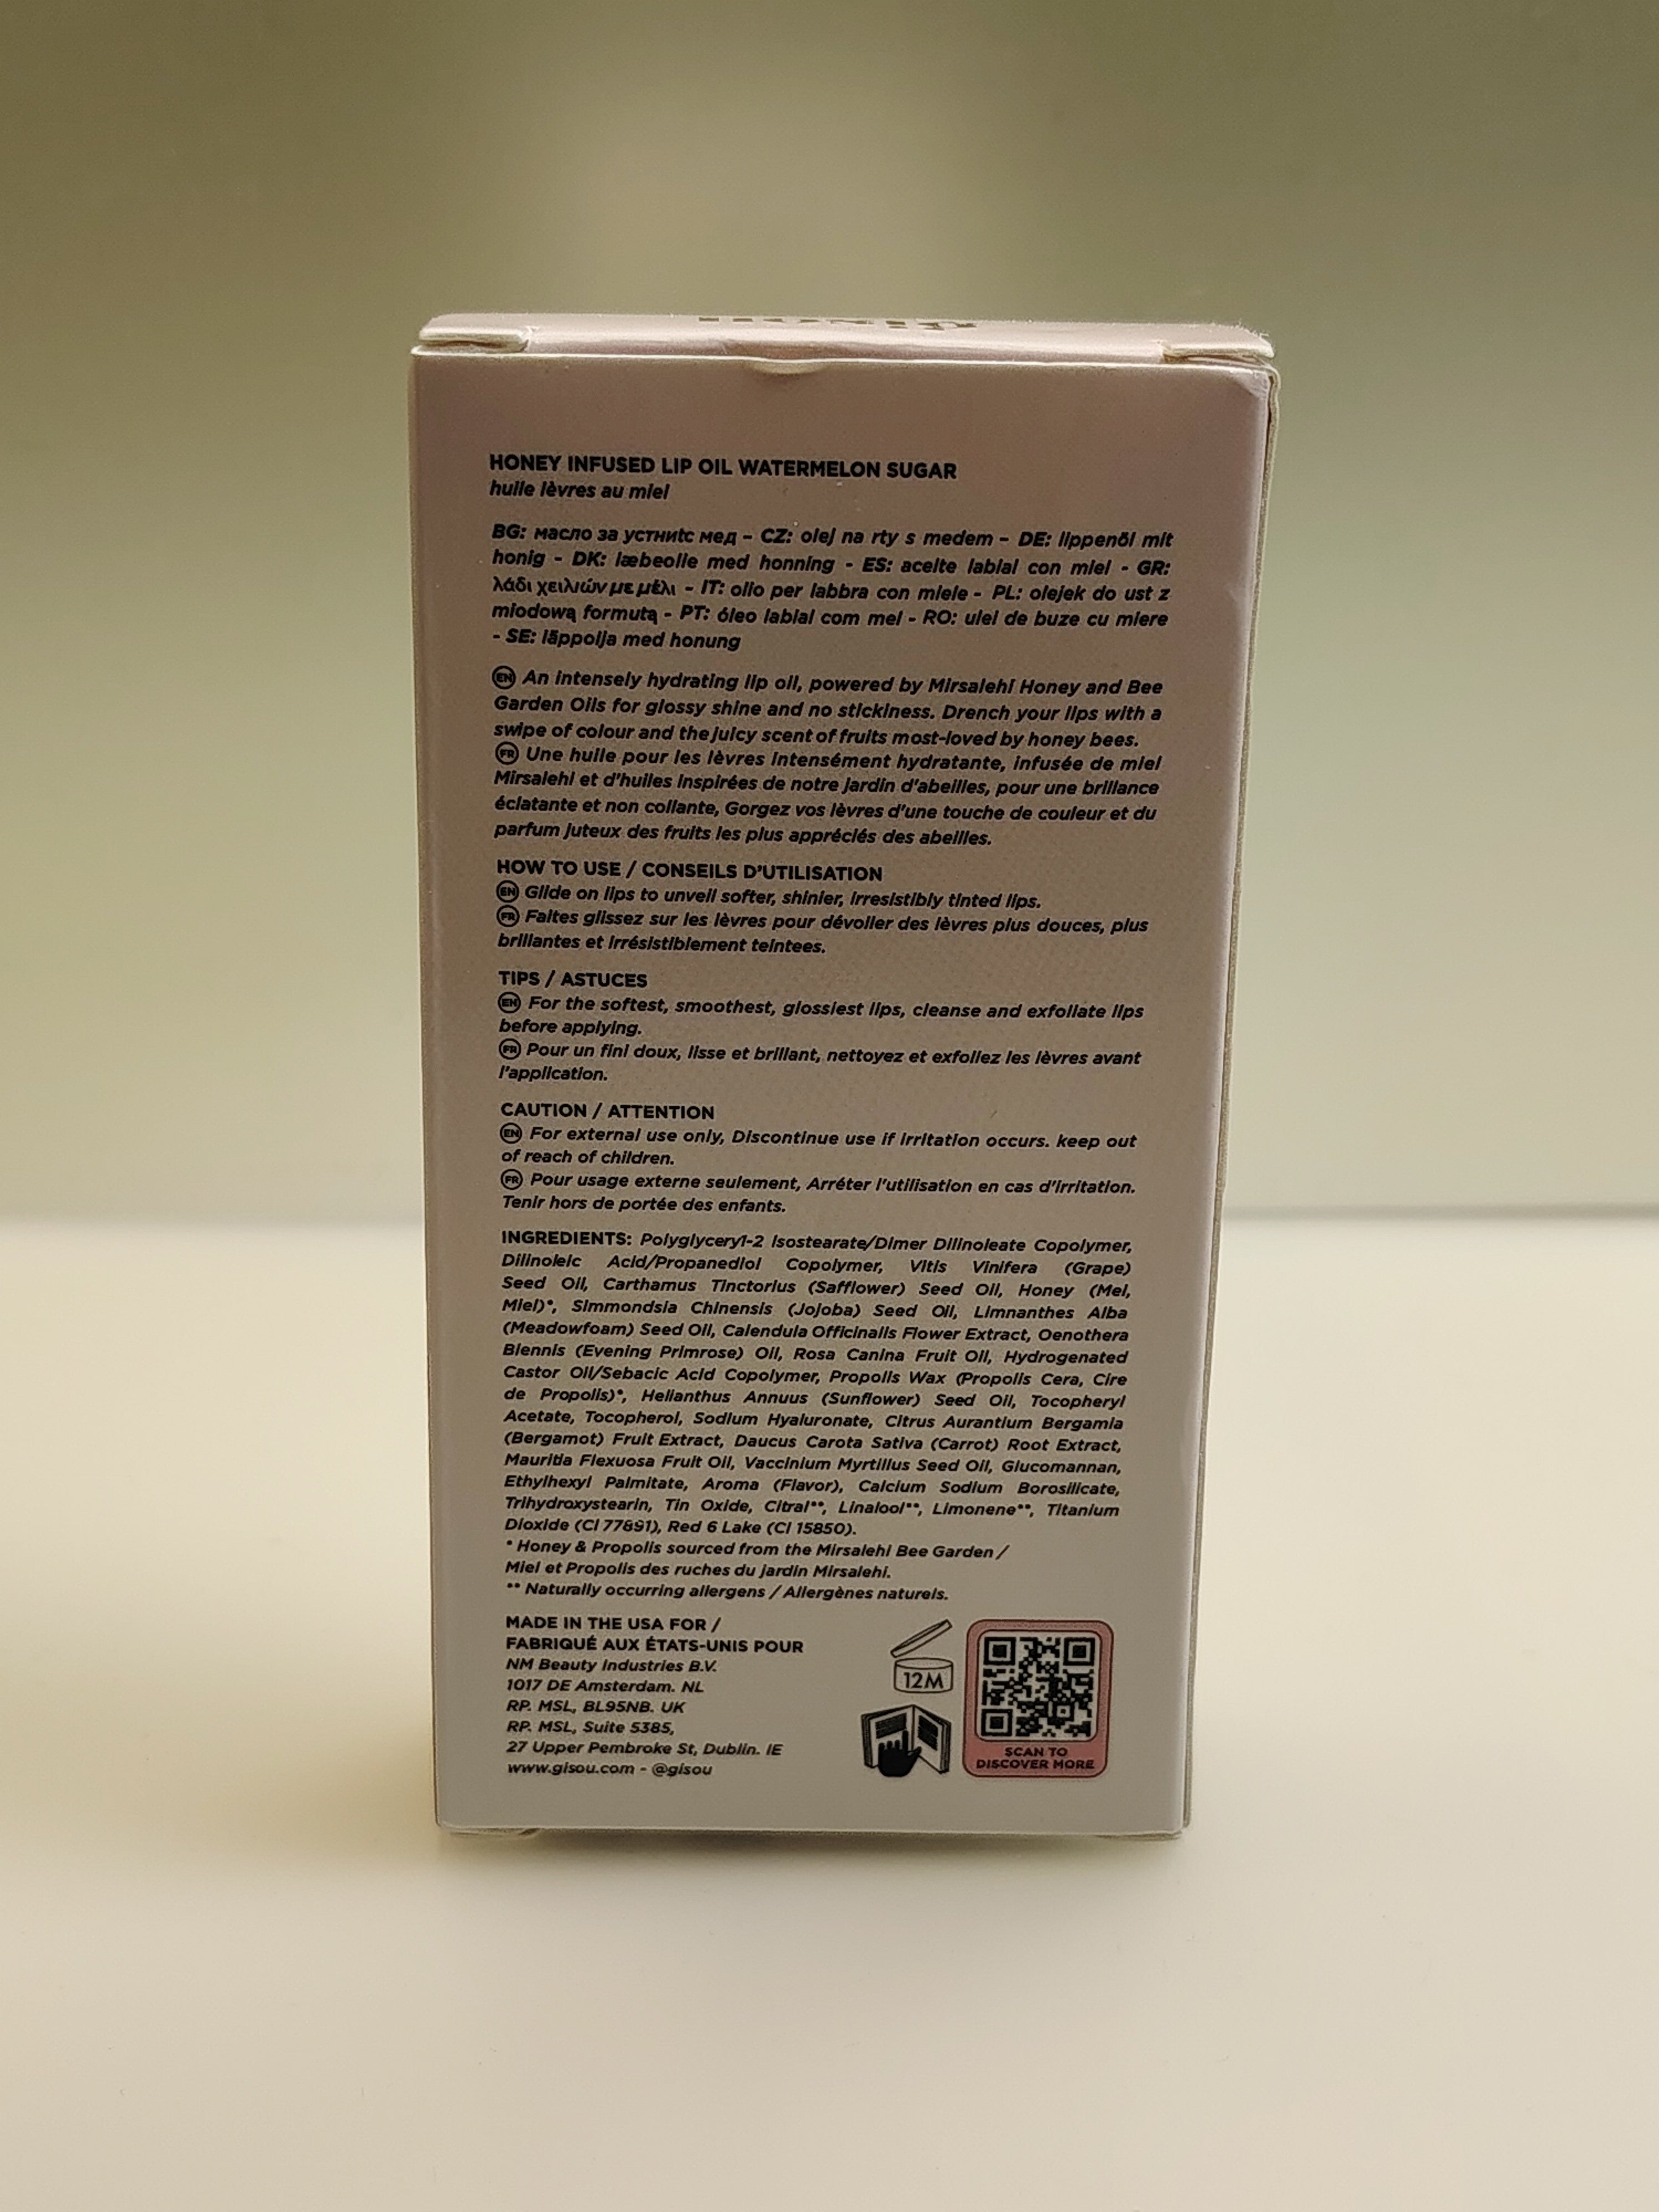 HONEY INFUSED LIP OIL WATERMELON SUGAR
huile lèvres au miel
BG: масло за устниtс мед – CZ: olej na rty s medem – DE: lippenöl mit
honig - DK: læbeolie med honning - ES: aceite labial con miel - GR:
λάδι χειλιών με μέλι - IT: olio per labbra con miele - PL: olejek do ust z
miodową formutą - PT: óleo labial com mel - RO: ulei de buze cu miere
- SE: läppolja med honung
EN An intensely hydrating lip oil, powered by Mirsalehi Honey and Bee
Garden Oils for glossy shine and no stickiness. Drench your lips with a
swipe of colour and the juicy scent of fruits most-loved by honey bees.
FR Une huile pour les lèvres intensément hydratante, infusée de miel
Mirsalehi et d'huiles inspirées de notre jardin d'abeilles, pour une brillance
éclatante et non collante, Gorgez vos lèvres d'une touche de couleur et du
parfum juteux des fruits les plus appréciés des abeilles.
HOW TO USE / CONSEILS D'UTILISATION
EN Glide on lips to unveil softer, shinier, irresistibly tinted lips.
FR Faites glissez sur les lèvres pour dévoiler des lèvres plus douces, plus
brillantes et irrésistiblement teintees.
TIPS / ASTUCES
EN For the softest, smoothest, glossiest lips, cleanse and exfoliate lips
before applying.
FR Pour un fini doux, lisse et brillant, nettoyez et exfoliez les lèvres avant
l'application.
CAUTION / ATTENTION
EN For external use only, Discontinue use if irritation occurs. keep out
of reach of children.
FR Pour usage externe seulement, Arréter l'utilisation en cas d'irritation.
Tenir hors de portée des enfants.
INGREDIENTS: Polyglycery1-2 Isostearate/Dimer Dilinoleate Copolymer,
Dilinoleic Acid/Propanediol Copolymer, Vitis Vinifera (Grape)
Seed Oil, Carthamus Tinctorius (Safflower) Seed Oil, Honey (Mel,
Miel)*, Simmondsia Chinensis (Jojoba) Seed Oil, Limnanthes Alba
(Meadowfoam) Seed Oil, Calendula Officinalis Flower Extract, Oenothera
Biennis (Evening Primrose) Oil, Rosa Canina Fruit Oil, Hydrogenated
Castor Oil/Sebacic Acid Copolymer, Propolis Wax (Propolis Cera, Cire
de Propolis)*, Helianthus Annuus (Sunflower) Seed Oil, Tocopheryl
Acetate, Tocopherol, Sodium Hyaluronate, Citrus Aurantium Bergamia
(Bergamot) Fruit Extract, Daucus Carota Sativa (Carrot) Root Extract,
Mauritia Flexuosa Fruit Oil, Vaccinium Myrtillus Seed Oil, Glucomannan,
Ethylhexyl Palmitate, Aroma (Flavor), Calcium Sodium Borosilicate,
Trihydroxystearin, Tin Oxide, Citral**, Linalool**, Limonene**, Titanium
Dioxide (CI 77891), Red 6 Lake (CI 15850).
* Honey & Propolis sourced from the Mirsalehi Bee Garden /
Miel et Propolis des ruches du jardin Mirsalehi.
** Naturally occurring allergens / Allergènes naturels.
MADE IN THE USA FOR /
FABRIQUÉ AUX ÉTATS-UNIS POUR
NM Beauty Industries B.V.
1017 DE Amsterdam. NL
RP. MSL, BL95NB. UK
RP. MSL, Suite 5385,
27 Upper Pembroke St, Dublin. IE
www.gisou.com - @gisou
12M
SCAN TO
DISCOVER MORE